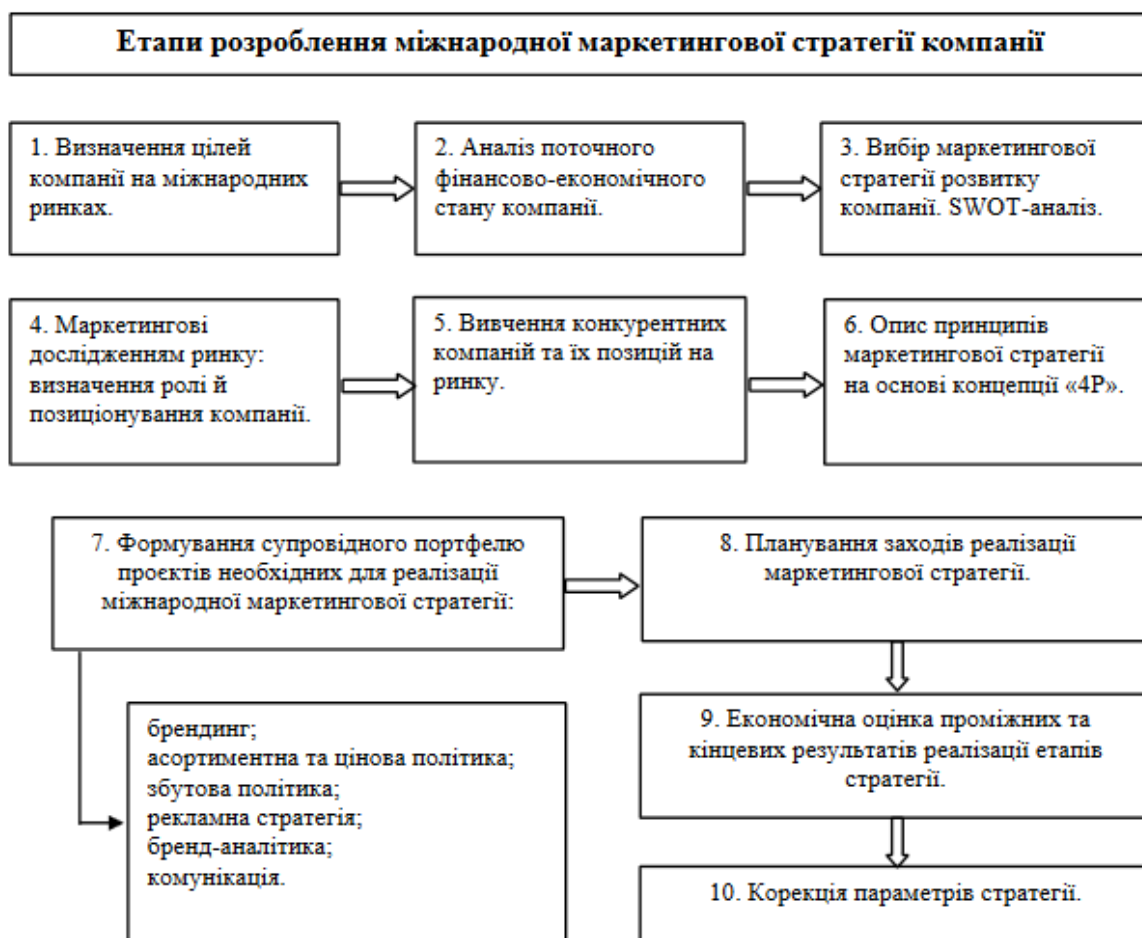 Етапи розроблення міжнародної маркетингової стратегії компанії
1. Визначення цілей
компанії на міжнародних
ринках.
2. Аналіз поточного
фінансово-економічного
стану компанії.
3. Вибір маркетингової
стратегії розвитку
компанії. SWOT-аналіз.
4. Маркетингові
дослідженням ринку:
визначення ролі й
позиціонування компанії.
5. Вивчення конкурентних
компаній та їх позицій на
ринку.
6. Опис принципів
маркетингової стратегії
на основі концепції «4Р».
7. Формування супровідного портфелю
проєктів необхідних для реалізації
міжнародної маркетингової стратегії:
8. Планування заходів реалізації
маркетингової стратегії.
брендинг;
асортиментна та цінова політика;
збутова політика;
рекламна стратегія;
бренд-аналітика;
комунікація.
9. Економічна оцінка проміжних та
кінцевих результатів реалізації етапів
стратегії.
10. Корекція параметрів стратегії.